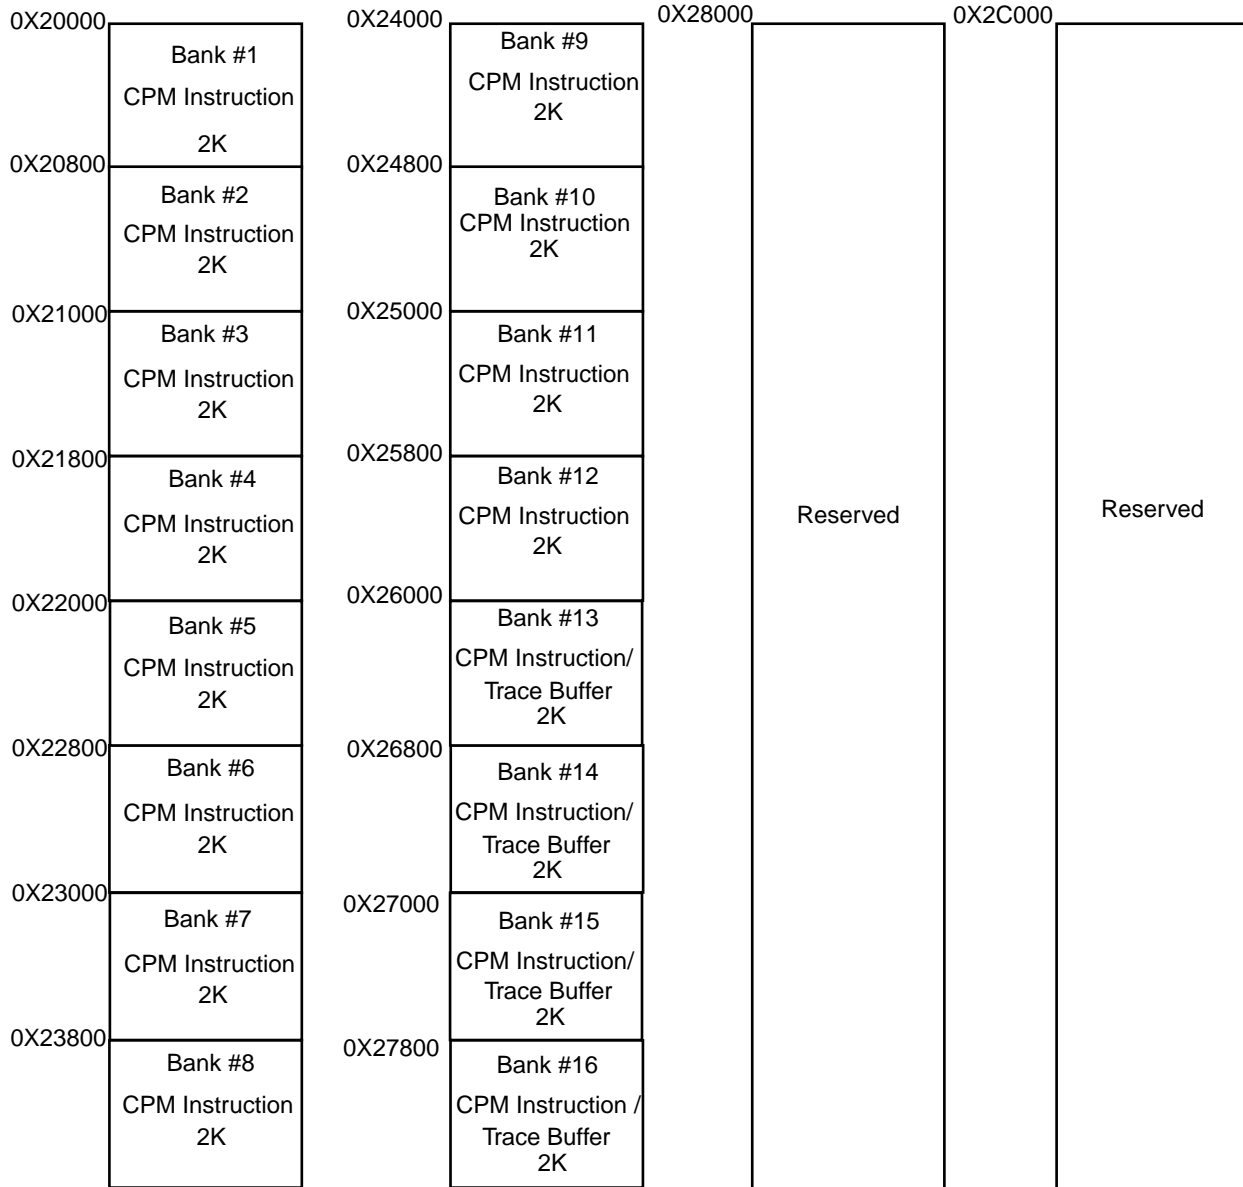 0X20000
Bank #1
CPM Instruction
2K
0X20800
Bank #2
CPM Instruction
2K
0X21000
Bank #3
CPM Instruction
2K
0X21800
Bank #4
CPM Instruction
2K
0X22000
Bank #5
CPM Instruction
2K
0X22800
Bank #6
CPM Instruction
2K
0X23000
Bank #7
CPM Instruction
2K
0X23800
Bank #8
CPM Instruction
2K
0X24000
Bank #9
CPM Instruction
2K
0X24800
Bank #10
CPM Instruction
2K
0X25000
Bank #11
CPM Instruction
2K
0X25800
Bank #12
CPM Instruction
2K
0X26000
Bank #13
CPM Instruction/
Trace Buffer
2K
0X26800
Bank #14
CPM Instruction/
Trace Buffer
2K
0X27000
Bank #15
CPM Instruction/
Trace Buffer
2K
0X27800
Bank #16
CPM Instruction /
Trace Buffer
2K
0X28000
Reserved
0X2C000
Reserved